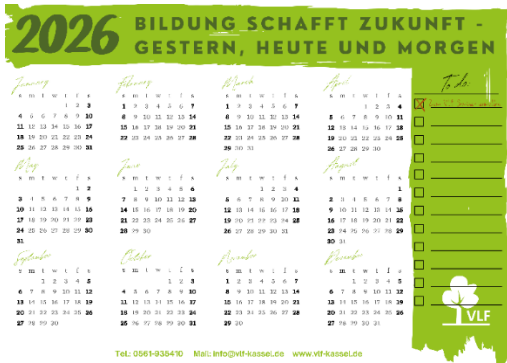 2026 BILDUNG SCHAFFT ZUKUNFT -
GESTERN, HEUTE UND MORGEN
January
s m t w t f s
1 2 3
4 5 6 7 8 9 10
11 12 13 14 15 16 17
18 19 20 21 22 23 24
25 26 27 28 29 30 31
February
s m t w t f s
1 2 3 4 5 6 7
8 9 10 11 12 13 14
15 16 17 18 19 20 21
22 23 24 25 26 27 28
March
s m t w t f s
1 2 3 4 5 6 7
8 9 10 11 12 13 14
15 16 17 18 19 20 21
22 23 24 25 26 27 28
29 30 31
April
s m t w t f s
1 2 3 4
5 6 7 8 9 10 11
12 13 14 15 16 17 18
19 20 21 22 23 24 25
26 27 28 29 30
May
s m t w t f s
1 2
3 4 5 6 7 8 9
10 11 12 13 14 15 16
17 18 19 20 21 22 23
24 25 26 27 28 29 30
31
June
s m t w t f s
1 2 3 4 5 6
7 8 9 10 11 12 13
14 15 16 17 18 19 20
21 22 23 24 25 26 27
28 29 30
July
s m t w t f s
1 2 3 4
5 6 7 8 9 10 11
12 13 14 15 16 17 18
19 20 21 22 23 24 25
26 27 28 29 30 31
August
s m t w t f s
1
2 3 4 5 6 7 8
9 10 11 12 13 14 15
16 17 18 19 20 21 22
23 24 25 26 27 28 29
30 31
September
s m t w t f s
1 2 3 4 5
6 7 8 9 10 11 12
13 14 15 16 17 18 19
20 21 22 23 24 25 26
27 28 29 30
October
s m t w t f s
1 2 3
4 5 6 7 8 9 10
11 12 13 14 15 16 17
18 19 20 21 22 23 24
25 26 27 28 29 30 31
November
s m t w t f s
1 2 3 4 5 6 7
8 9 10 11 12 13 14
15 16 17 18 19 20 21
22 23 24 25 26 27 28
29 30
December
s m t w t f s
1 2 3 4 5
6 7 8 9 10 11 12
13 14 15 16 17 18 19
20 21 22 23 24 25 26
27 28 29 30 31
To do:
VLF
Tel.: 0561-935410 Mail: info@vlf-kassel.de www.vlf-kassel.de